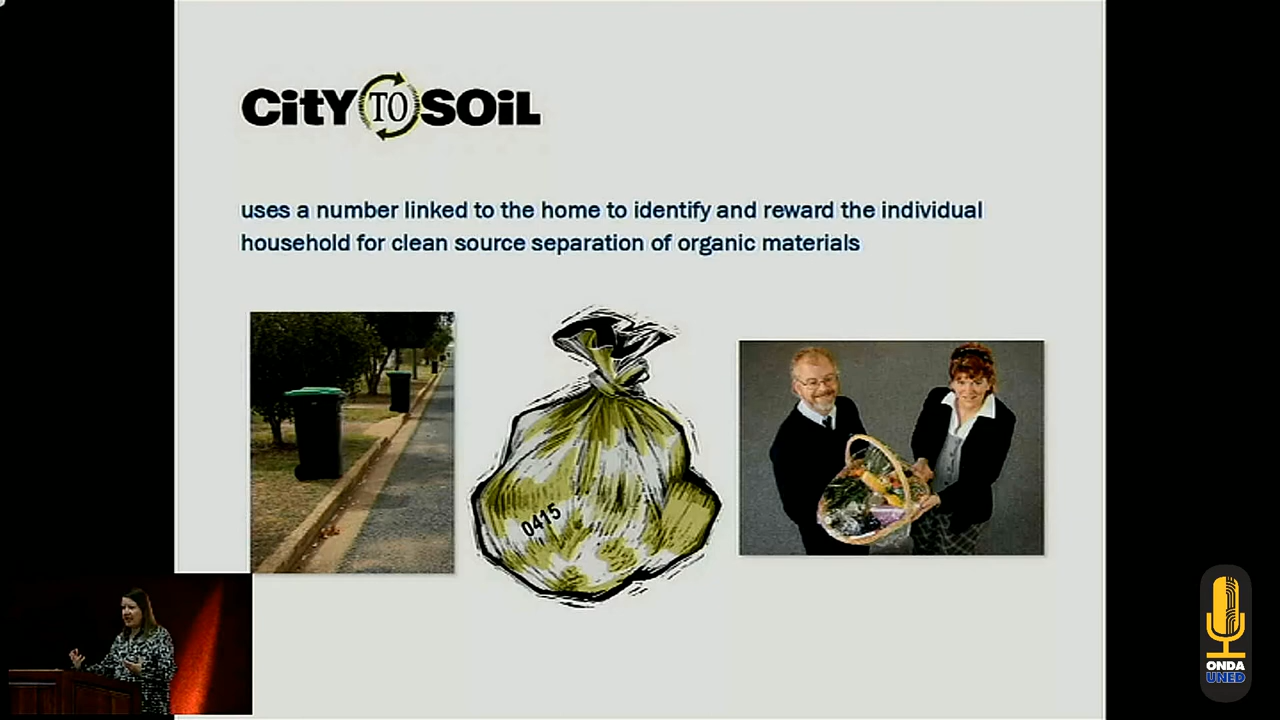 CitY TO SOiL
uses a number linked to the home to identify and reward the individual
household for clean source separation of organic materials
0415
ONDA
UNED